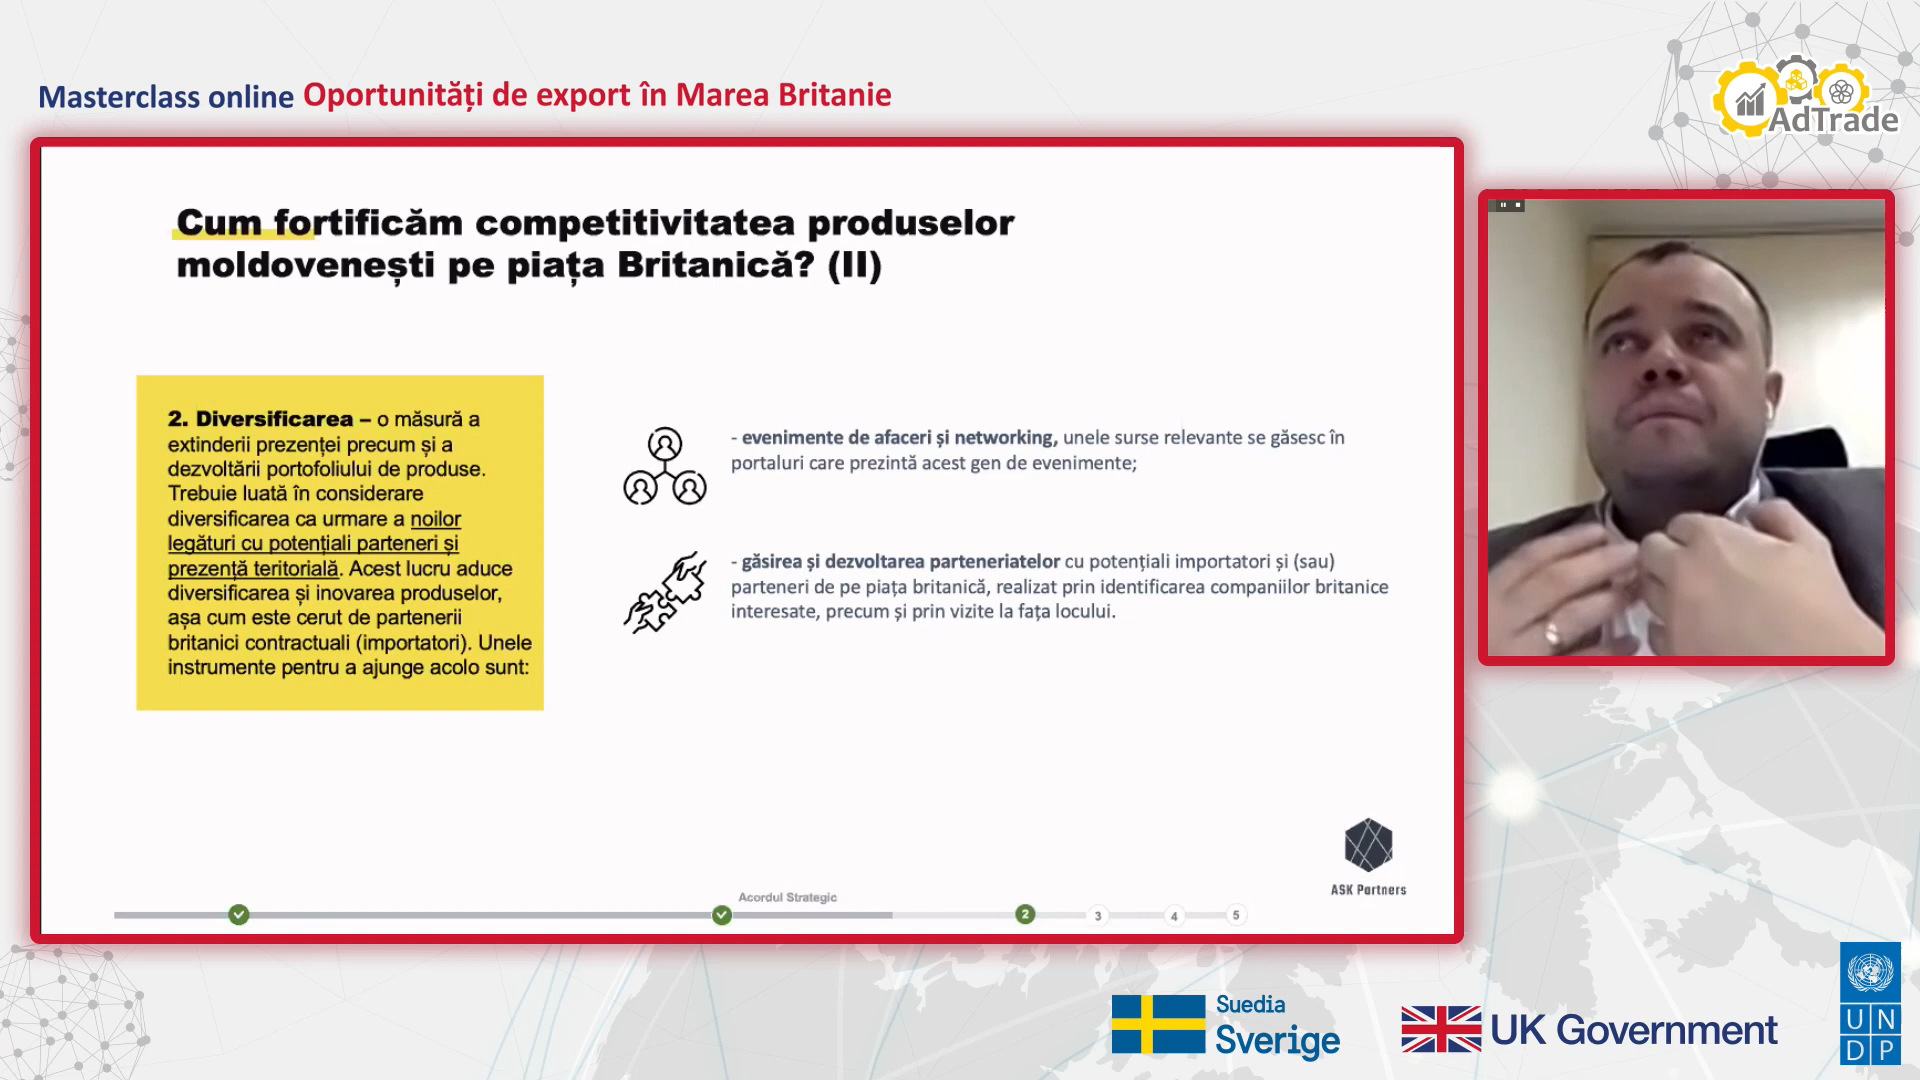 Masterclass online Oportunități de export în Marea Britanie
AdTrade
Cum fortificăm competitivitatea produselor
moldovenești pe piața Britanică? (II)
2. Diversificarea – o măsură a
extinderii prezenței precum și a
dezvoltării portofoliului de produse.
Trebuie luată în considerare
diversificarea ca urmare a noilor
legături cu potențiali parteneri și
prezență teritorială. Acest lucru aduce
diversificarea și inovarea produselor,
așa cum este cerut de partenerii
britanici contractuali (importatori). Unele
instrumente pentru a ajunge acolo sunt:
- evenimente de afaceri și networking, unele surse relevante se găsesc în
portaluri care prezintă acest gen de evenimente;
- găsirea și dezvoltarea parteneriatelor cu potențiali importatori și (sau)
parteneri de pe piața britanică, realizat prin identificarea companiilor britanice
interesate, precum și prin vizite la fața locului.
ASK Partners
Acordul Strategic
2 3 4 5
Suedia
Sverige
UK Government
UN
DP